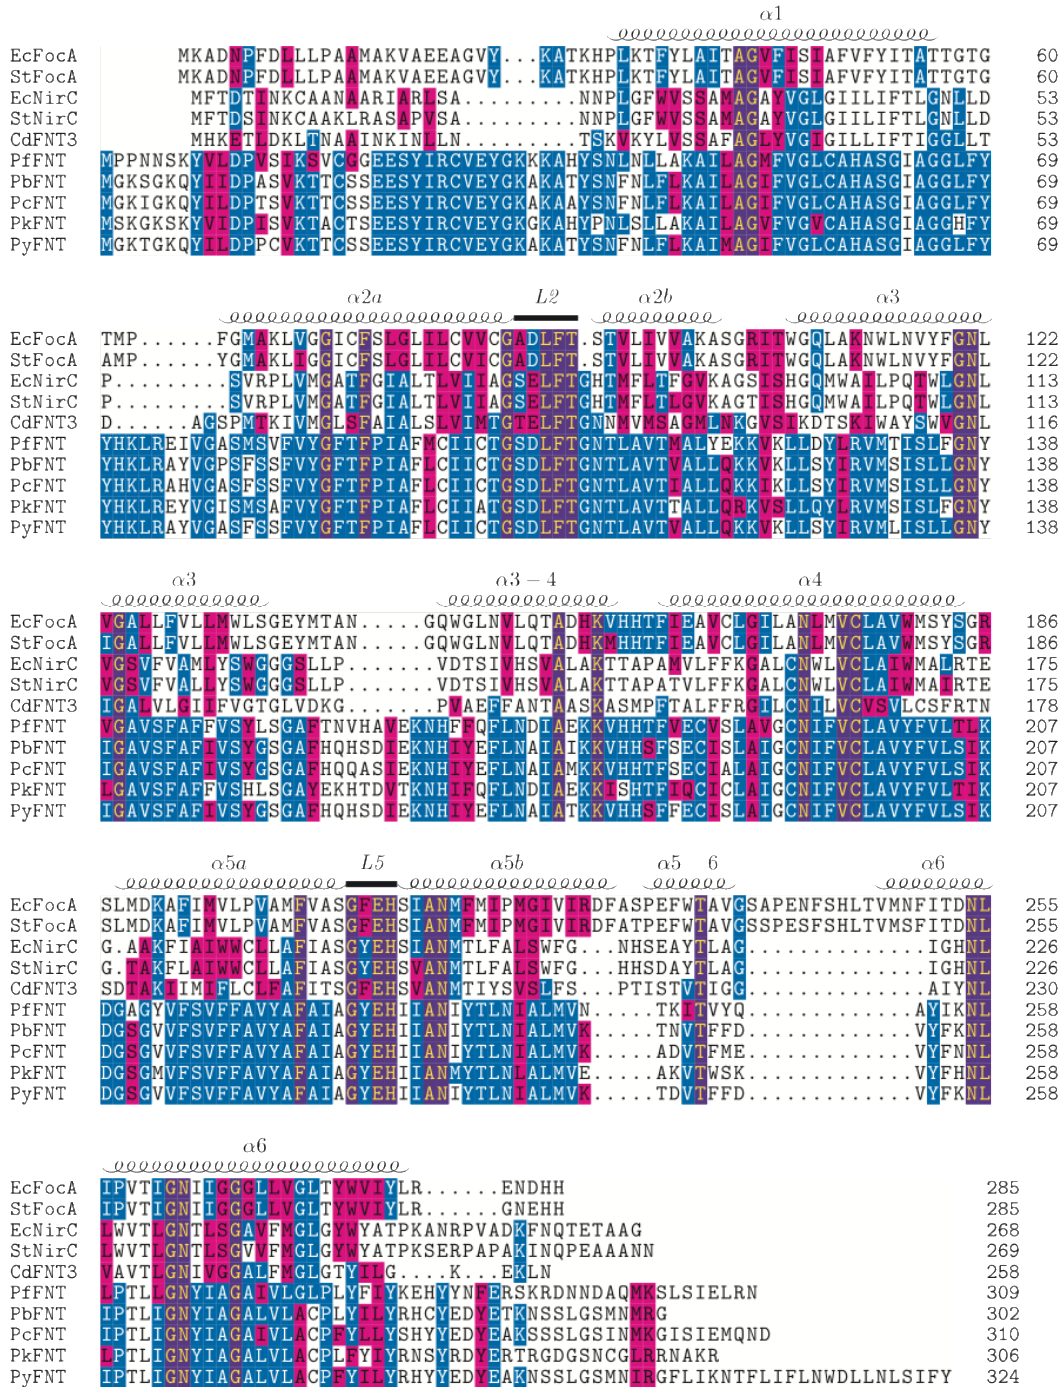 α1
EcFocA MKADNPFDLLLPAAMAKVAEEAGVY...KATKHPLKTFYLAITAGVFISIAFVFYITATTGTG 60
StFocA MKADNPFDLLLPAAMAKVAEEAGVY...KATKHPLKTFYLAITAGVFISIAFVFYITATTGTG 60
EcNirC MFTDTINKCAANAARIARLSA.........NNPLGFWVSSAMAGAYVGLGIILIFTLGNLLD 53
StNirC MFTDSINKCAAKLRASAPVSA.........NNPLGFWVSSAMAGAYVGLGIILIFTLGNLLD 53
CdFNT3 MHKETLDKLTNAAINKINLLN.........TSKVKYLVSSAFAGLYVGIGILLIFTIGGLLT 53
PfFNT MPPNNSKYVLDPVSIKSVCGGEESYIRCVEYGKKKAHYSNLNLLAKAILAGMFVGLCAHASGIAGGLFY 69
PbFNT MGKSGKQYIIDPASVKTTCSSEESYIRCVEYGKAKATYSNFNLFLKAILAGIFVGLCAHASGIAGGLFY 69
PcFNT MGKIGKQYIIDPTSVKTTCSSEESYIRCVEYGKAKAAYSNFNLFLKAILAGIFVGLCAHASGIAGGLFY 69
PkFNT MSKGKSKYVIDPISVKTACTSEESYIRCVEYGKGKAHYPNLSLLAKAILAGVFVGVCAHASGIAGGHFY 69
PyFNT MGKTGKQYILDPPCVKTTCSSEESYIRCVEYGKAKATYSNFNLFLKAIMAGIFVGLCAHASGIAGGLFY 69
α2a L2 α2b α3
EcFocA TMP......FGMAKLVGGICFSLGLILCVVCGADLFT.STVLIVVAKASGRITWGQLAKNWLNVYFGNL 122
StFocA AMP......YGMAKLIGGICFSLGLILCVICGADLFT.STVLIVVAKASGRITWGQLAKNWLNVYFGNL 122
EcNirC P.........SVRPLVMGATFGIALTLVIIAGSELFTGHTMFLTFGVKAGSISHGQMWAILPQTWLGNL 113
StNirC P.........SVRPLVMGATFGIALTLVIIAGSELFTGHTMFLTLGVKAGTISHGQMWAILPQTWLGNL 113
CdFNT3 D......AGSPMTKIVMGLSFAIALSLVIMTGTELFTGNNMVMSAGMLNKGVSIKDTSKIWAYSWVGNL 116
PfFNT YHKLREIVGASMSVFVYGFTFPIAFMCIICTGSDLFTGNTLAVTMALYEKKVKLLDYLRVMTISLFGNY 138
PbFNT YHKLRAYVGPSFSSFVYGFTFPIAFLCIICTGSDLFTGNTLAVTVALLQKKVKLLSYIRVMSISLLGNY 138
PcFNT YHKLRAHVGASFSSFVYGFTFPIAFLCIICTGSDLFTGNTLAVTIALLQKKIKLLSYIRVMSISLLGNY 138
PkFNT YHKLREYVGISMSAFVYGFTFPIAFLCIIATGSDLFTGNTLAVTTALLQRKVSLLQYLRVMSISLFGNY 138
PyFNT YHKLRAYVGASFSSFVYGFTFPIAFLCIICTGSDLFTGNTLAVTVALLQKKVKLLSYIRVMLISLLGNY 138
α3 α3 − 4 α4
EcFocA VGALLFVLLMWLSGEYMTAN......GQWGLNVLQTADHKVHHTFIEAVCLGILANLMVCLAVWMSYSGR 186
StFocA IGALLFVLLMWLSGEYMTAN......GQWGLNVLQTADHKMHHTFIEAVCLGILANLMVCLAVWMSYSGR 186
EcNirC VGSVFVAMLYSWGGGSLLP.......VDTSIVHSVALAKTTAPAMVLFFKGALCNWLVCLAIWMALRTE 175
StNirC VGSVFVALLYSWGGGSLLP.......VDTSIVHSVALAKTTAPATVLFFKGALCNWLVCLAIWMAIRTE 175
CdFNT3 IGALVLGIIFVGTGLVDKG.......PVAEFFANTAASKASMPFTALFFRGILCNILVCVSVLCSFRTN 178
PfFNT VGAVSFAFFVSYLSGAFTNVHAVEKNHFFQFLNDIAEKKVHHTFVECVSLAVGCNIFVCLAVYFVLTLK 207
PbFNT IGAVSFAFIVSYGSGAFHQHSDIEKNHIYEFLNAIAIKKVHHSFSECISLAIGCNIFVCLAVYFVLSIK 207
PcFNT IGAVSFAFIVSYGSGAFHQQASIEKNHIYEFLNAIAMKKVHHTFSECIALAIGCNIFVCLAVYFVLSIK 207
PkFNT LGAVSFAFFVSHLSGAYEKHTDVTKNHIFQFLNDIAEKKISHTFIQCICLAIGCNIFVCLAVYFVLTIK 207
PyFNT IGAVSFAFIVSYGSGAFHQHSDIEKNHIYEFLNAIATKKVHHSFFECICLAIGCNIFVCLAVYFVLSIK 207
α5a L5 α5b α5 6 α6
EcFocA SLMDKAFIMVLPVAMFVASGFEHSIANMFMIPMGIVIRDFASPEFWTAVGSAPENFSHLTVMNFITDNL 255
StFocA SLMDKAFIMVLPVAMFVASGFEHSIANMFMIPMGIVIRDFATPEFWTAVGSSPESFSHLTVMSFITDNL 255
EcNirC G.AAKFIAIWWCLLAFIASGYEHSIANMTLFALSWFG...NHSEAYTLAG..............IGHNL 226
StNirC G.TAKFLAIWWCLLAFIASGYEHSVANMTLFALSWFG...HHSDAYTLAG..............IGHNL 226
CdFNT3 SDTAKIIMIFLCLFAFITSGFEHSVANMTIYSVSLFS...PTISTVTIGG..............AIYNL 230
PfFNT DGAGYVFSVFFAVYAFAIAGYEHIIANIYTLNIALMVN.....TKITVYQ.............AYIKNL 258
PbFNT DGSGVVFSVFFAVYAFAIAGYEHIIANIYTLNIALMVK.....TNVTFFD.............VYFKNL 258
PcFNT DGSGVVFSVFFAVYAFAIAGYEHIIANIYTLNIALMVK.....ADVTFME.............VYFNNL 258
PkFNT DGSGMVFSVFFAVYAFAIAGYEHIIANMYTLNLALMVE.....AKVTWSK.............VYFHNL 258
PyFNT DGSGVVFSVFFAVYAFAIAGYEHIIANIYTLNIALMVK.....TDVTFFD.............VYFKNL 258
α6
EcFocA IPVTIGNIIGGGLLVGLTYWVIYLR......ENDHH 285
StFocA IPVTIGNIIGGGLLVGLTYWVIYLR......GNEHH 285
EcNirC LWVTLGNTLSGAVFMGLGYWYATPKANRPVADKFNQTETAAG 268
StNirC LWVTLGNTLSGVVFMGLGYWYATPKSERPAPAKINQPEAAANN 269
CdFNT3 VAVTLGNIVGGALFMGLGTYILG....K...EKLN 258
PfFNT LPTLLGNYIAGAIVLGLPLYFIYKEHYYNFERSKRDNNDAQMKSLSIELRN 309
PbFNT IPTLIGNYIAGALVLACPLYILYRHCYEDYETKNSSLGSMNMRG 302
PcFNT IPTLIGNYIAGAIVLACPFYLLYSHYYEDYEAKSSSLGSINMKGISIEMQND 310
PkFNT LPTLIGNYIAGALVLACPLFYIYRNSYRDYERTRGDGSNCGLRRNAKR 306
PyFNT IPTLIGNYIAGALVLACPFYILYRHYYEDYEAKNSSLGSMNIRGFLIKNTFLIFLNWDLLNLSIFY 324